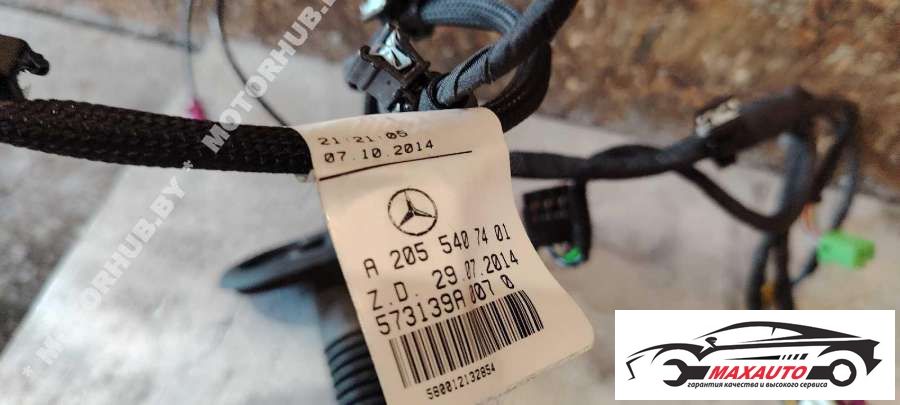 21:21:05
07.10.2014
A 205 540 74 01
Z.D. 29.07.2014
573139A 007 0
580012132854
* MOTORHUB.BY * MOTORHUB.BY *
MAXAUTO
гарантия качества и высокого сервиса